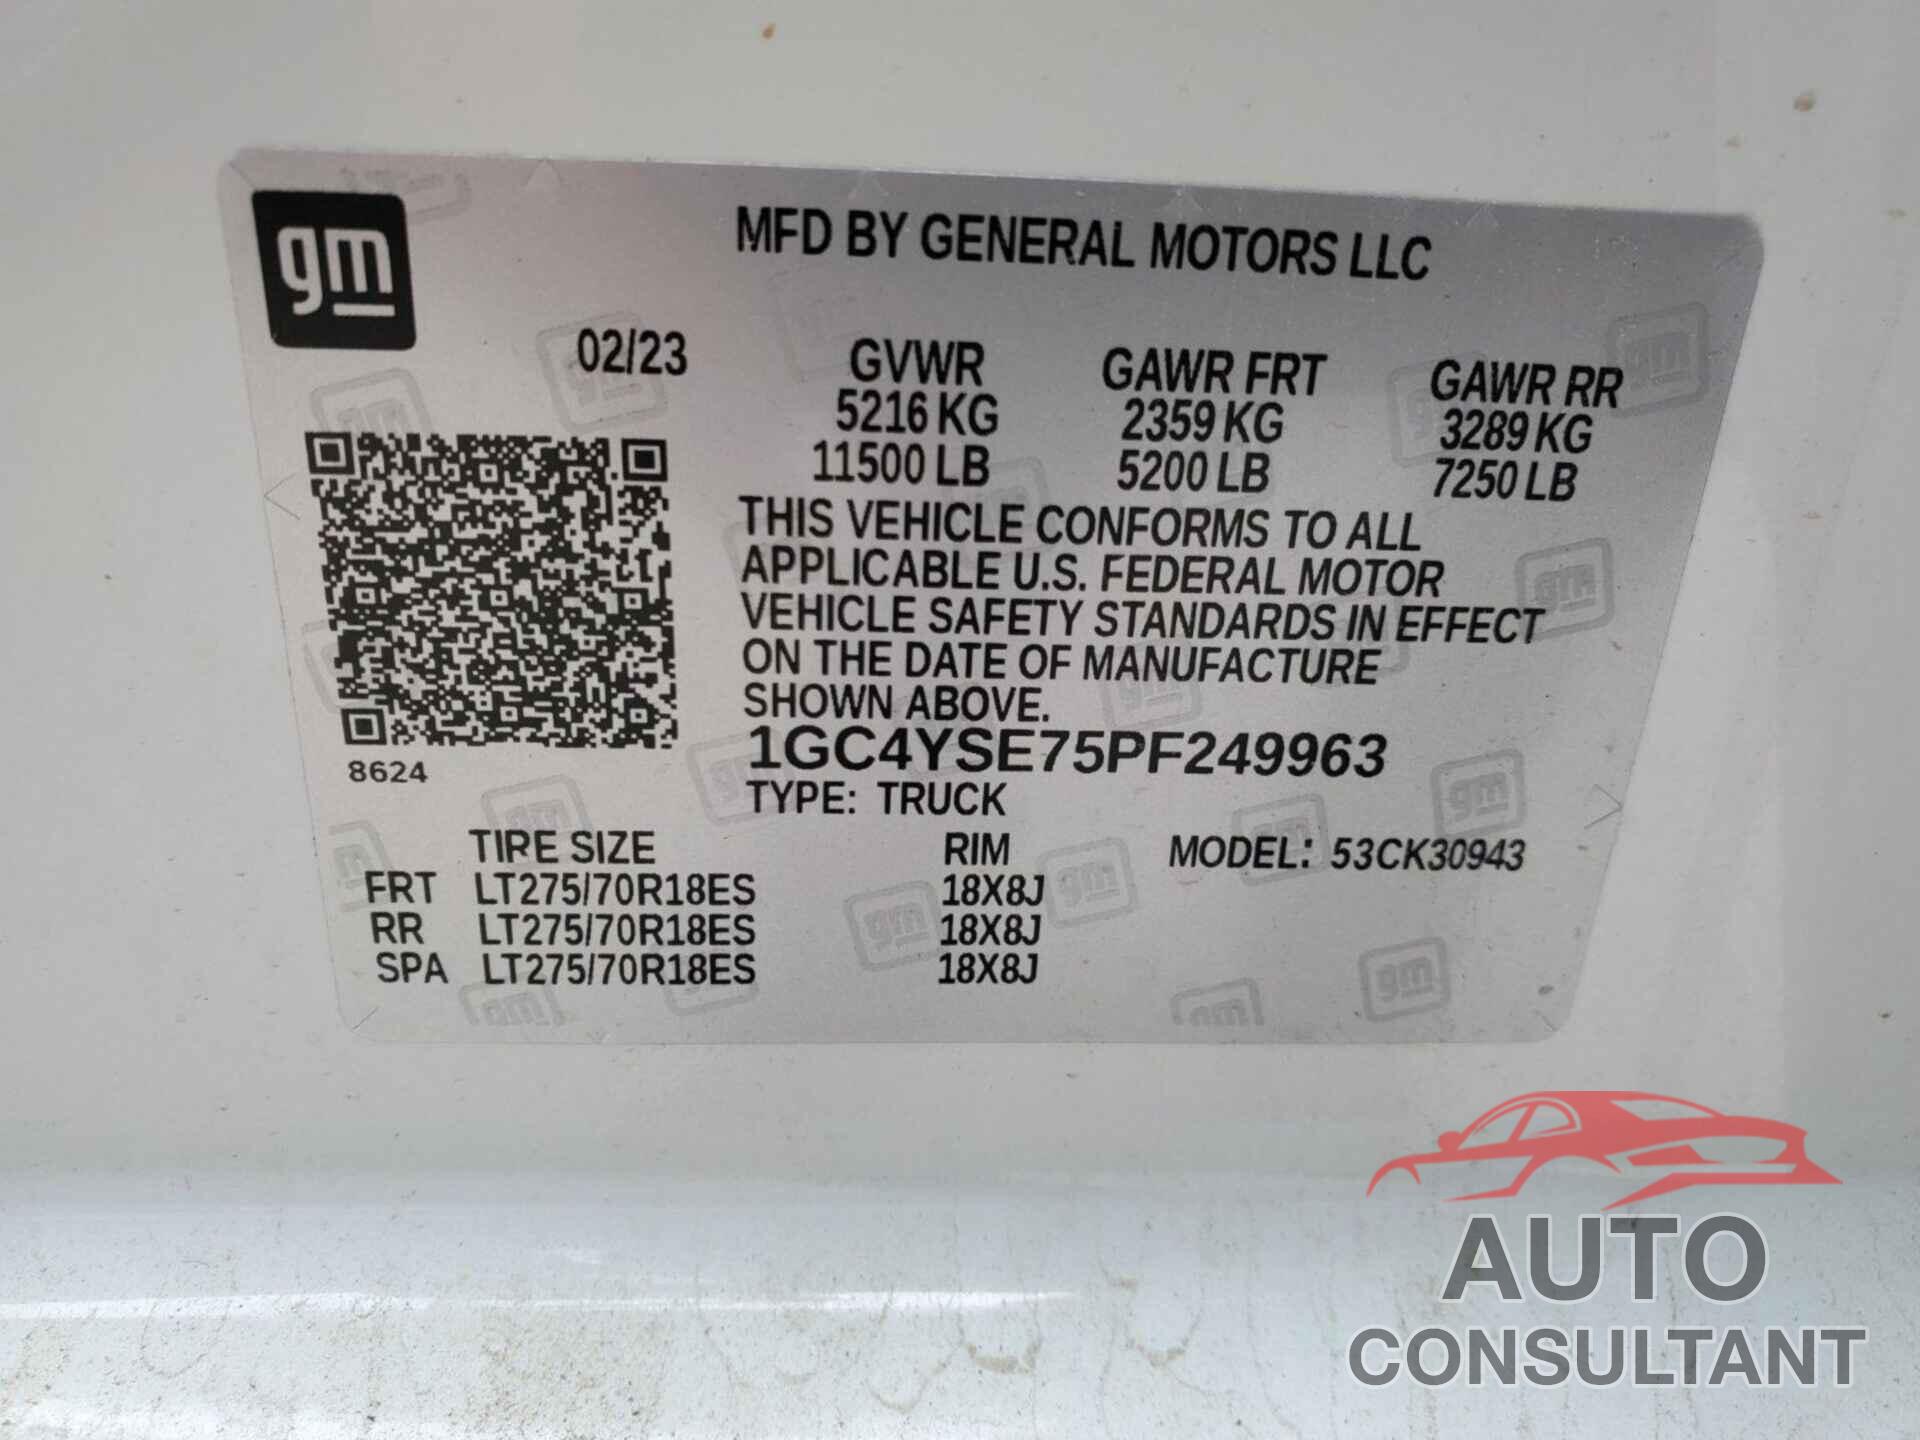 gm
MFD BY GENERAL MOTORS LLC
02/23 GVWR GAWR FRT GAWR RR
5216 KG 2359 KG 3289 KG
11500 LB 5200 LB 7250 LB
THIS VEHICLE CONFORMS TO ALL
APPLICABLE U.S. FEDERAL MOTOR
VEHICLE SAFETY STANDARDS IN EFFECT
ON THE DATE OF MANUFACTURE
SHOWN ABOVE.
1GC4YSE75PF249963
8624
TYPE: TRUCK
TIRE SIZE RIM MODEL: 53CK30943
FRT LT275/70R18ES 18X8J
RR LT275/70R18ES 18X8J
SPA LT275/70R18ES 18X8J
AUTO
CONSULTANT